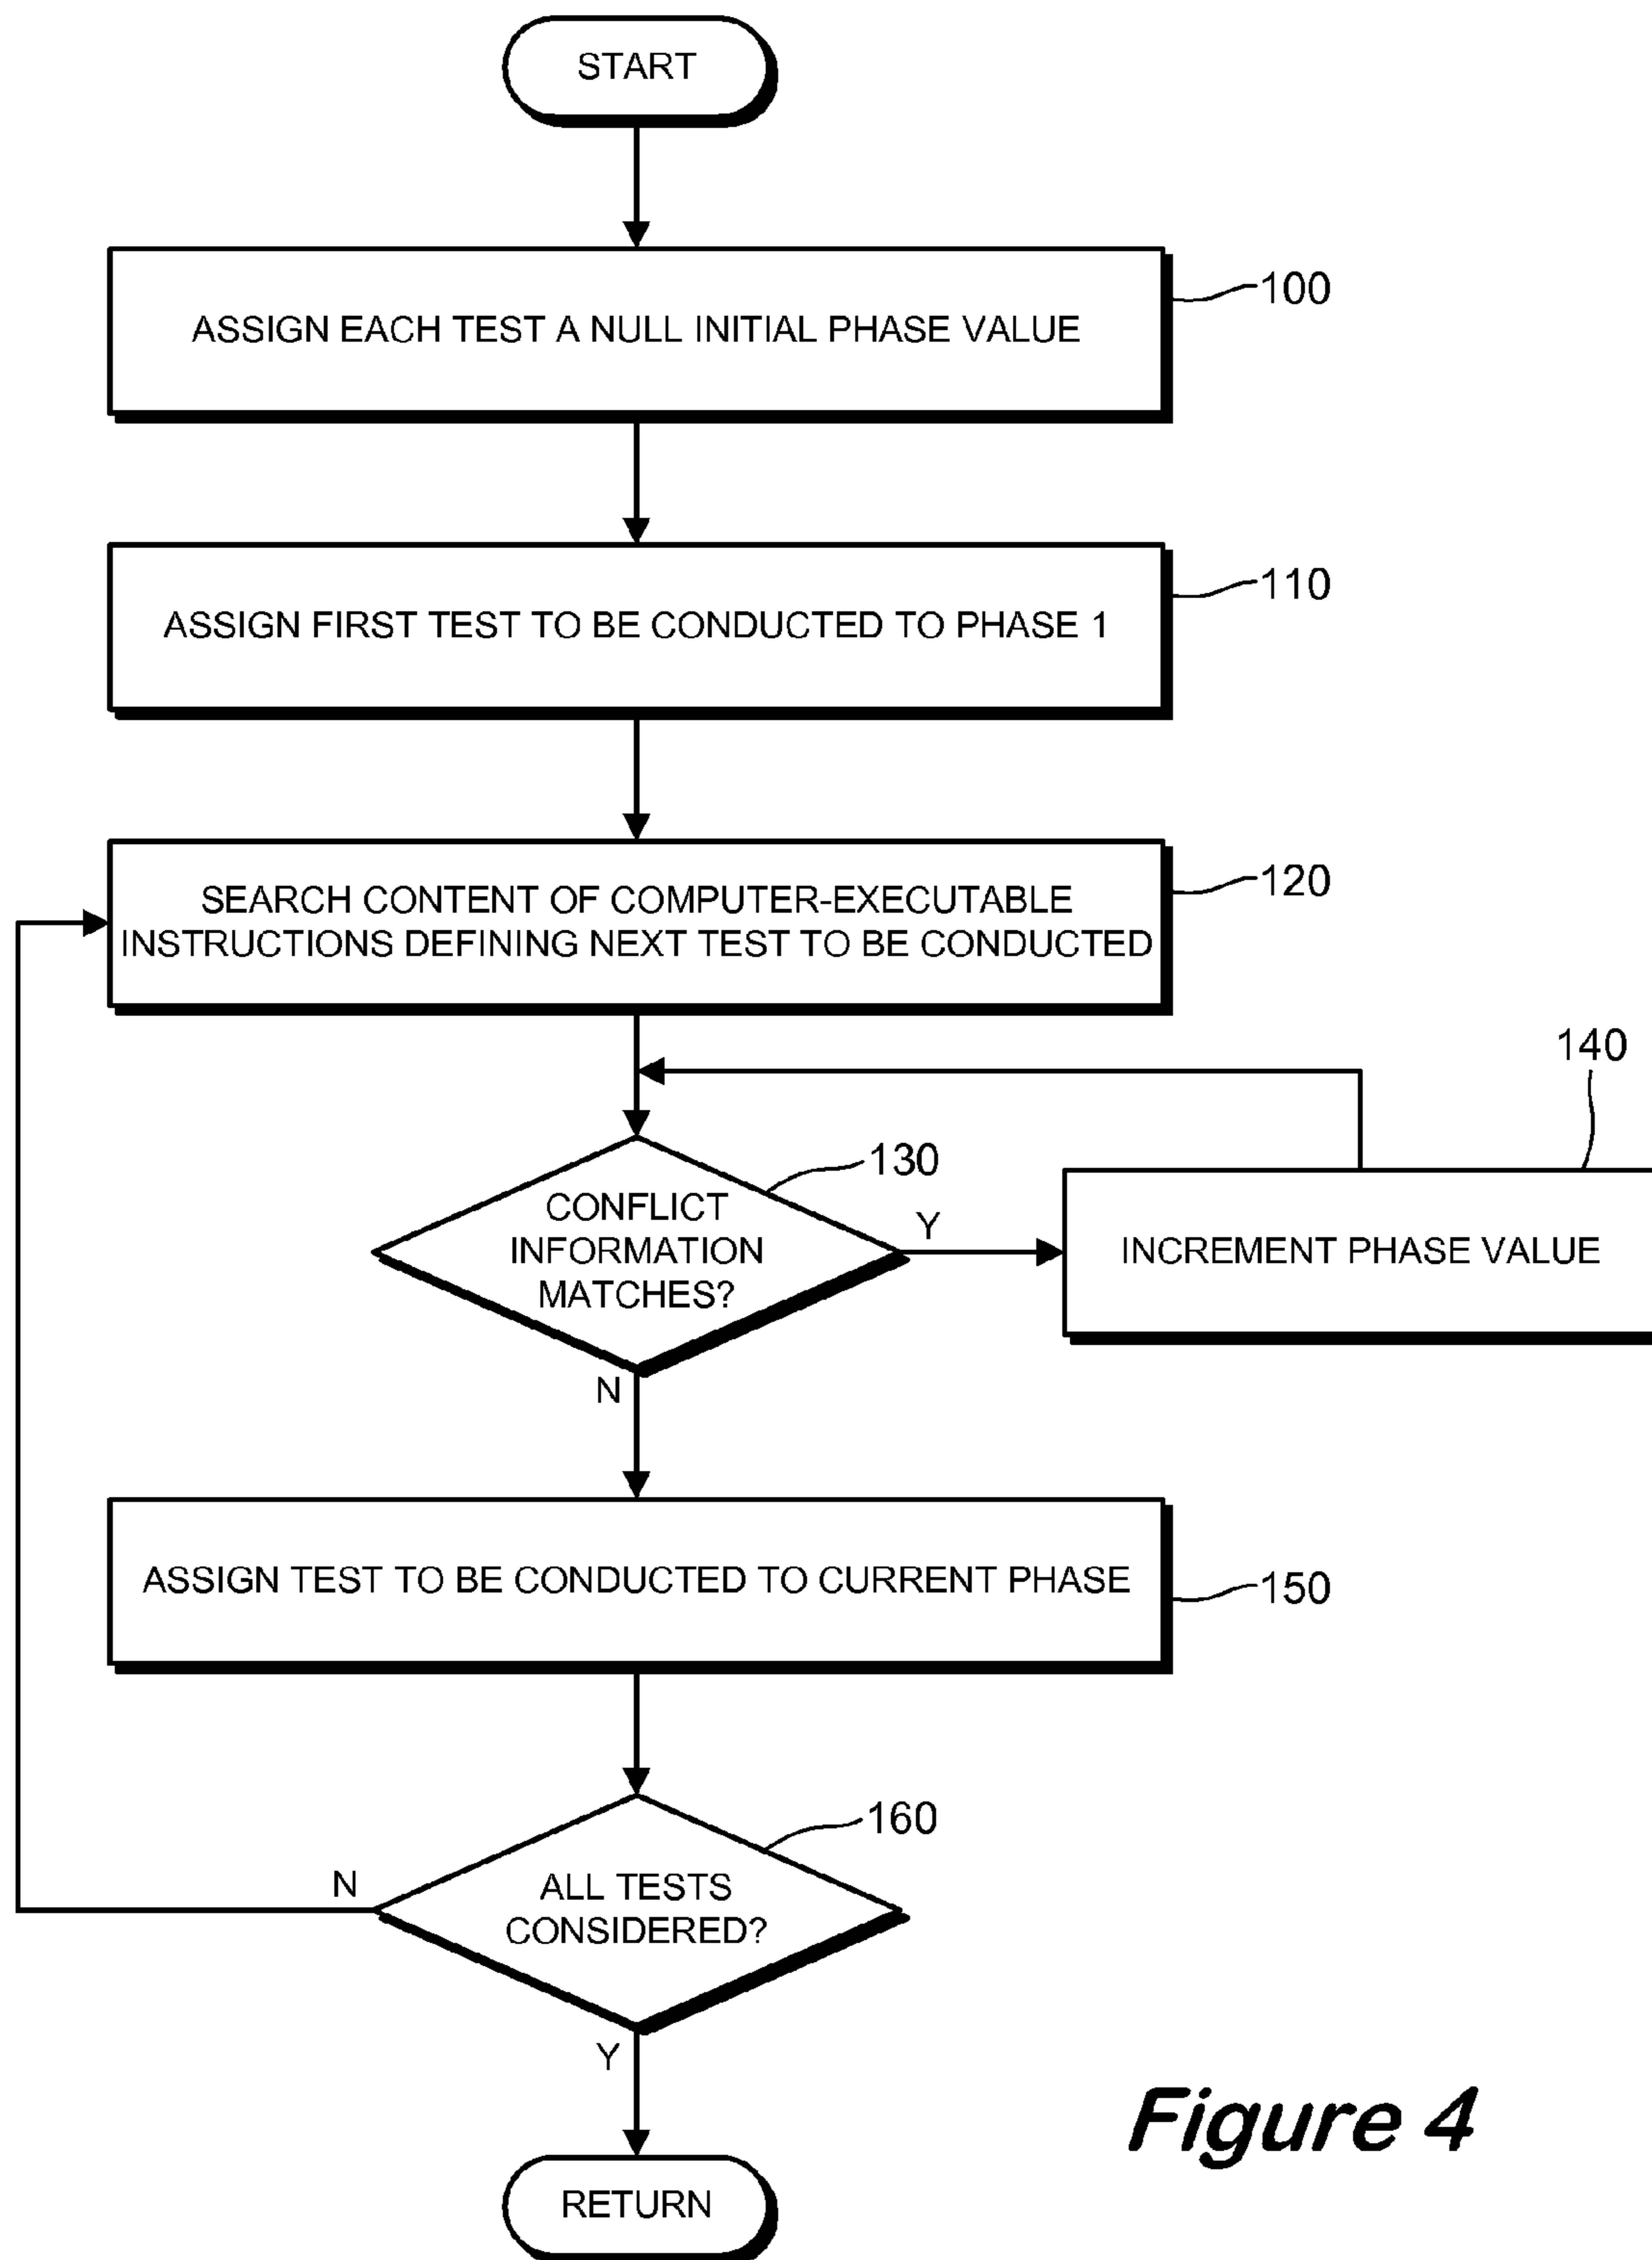 START
100
ASSIGN EACH TEST A NULL INITIAL PHASE VALUE
110
ASSIGN FIRST TEST TO BE CONDUCTED TO PHASE 1
120
SEARCH CONTENT OF COMPUTER-EXECUTABLE
INSTRUCTIONS DEFINING NEXT TEST TO BE CONDUCTED
140
130
CONFLICT
INFORMATION
MATCHES?
Y
INCREMENT PHASE VALUE
N
ASSIGN TEST TO BE CONDUCTED TO CURRENT PHASE
150
160
N
ALL TESTS
CONSIDERED?
Y
Figure 4
RETURN